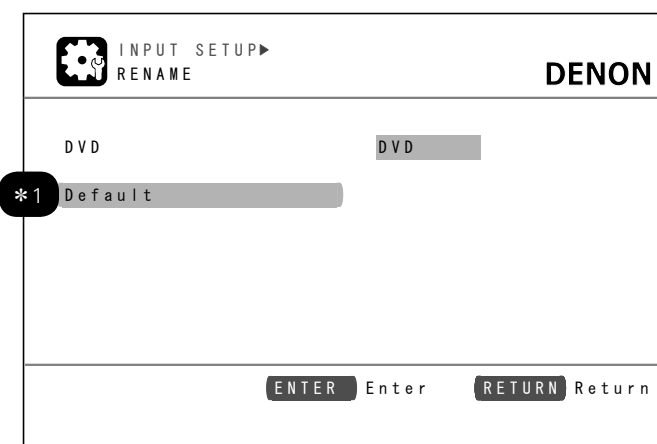 INPUT SETUP▶
RENAME
DENON
DVD DVD
*1 Default
ENTER Enter RETURN Return